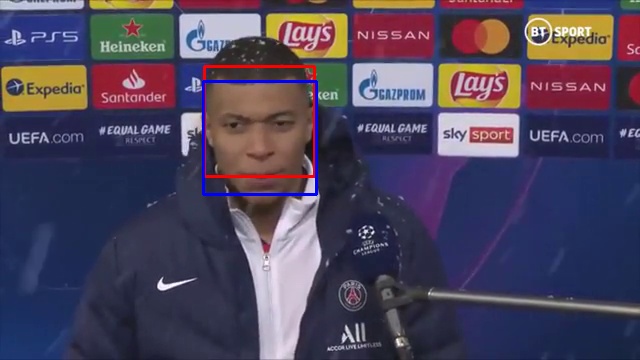 PS5
Heineken
GAZPROM
Lay's
NISSAN
mastercard
BT SPORT
Expedia
SANTANDER
GAZPROM
Lay's
NISSAN
UEFA.com
#EQUAL GAME
RESPECT
#EQUAL GAME
RESPECT
sky sport
UEFA.com
CHAMPIONS
LEAGUE
PARIS
ALL
ACCOR LIVE LIMITLESS